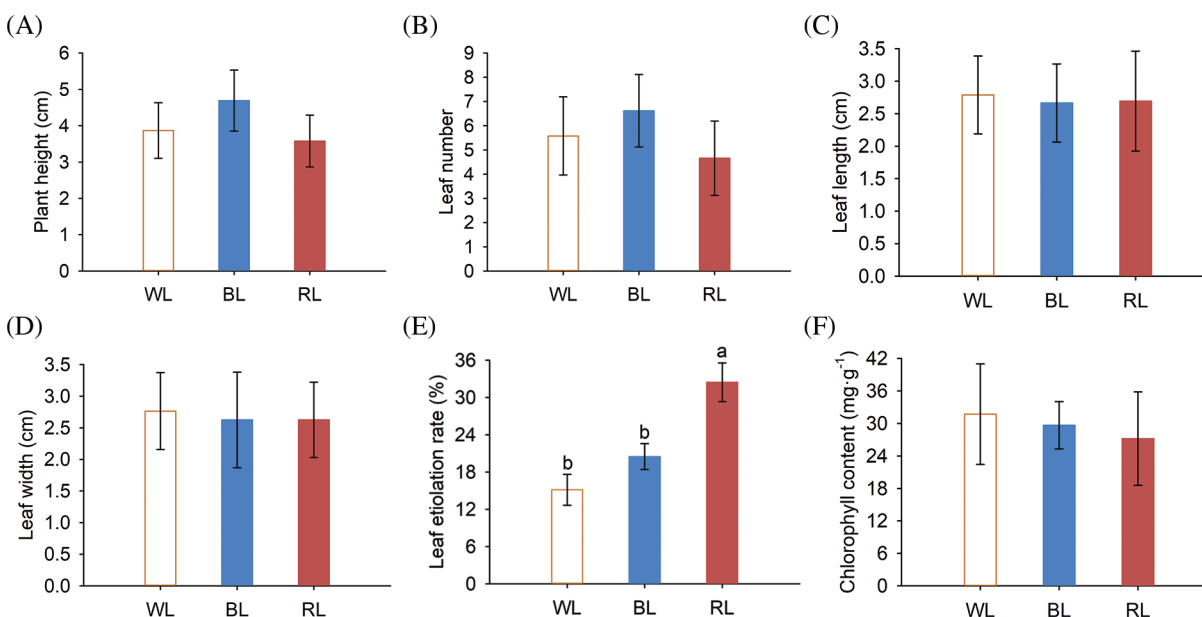 (A)
Plant height (cm)
6
5
4
3
2
1
0
WL BL RL
(B)
Leaf number
9
8
7
6
5
4
3
2
1
0
WL BL RL
(C)
Leaf length (cm)
3.5
3.0
2.5
2.0
1.5
1.0
0.5
0.0
WL BL RL
(D)
Leaf width (cm)
3.5
3.0
2.5
2.0
1.5
1.0
0.5
0.0
WL BL RL
(E)
Leaf etiolation rate (%)
36
30
24
18
12
6
0
b
b
a
WL BL RL
(F)
Chlorophyll content (mg·g⁻¹)
42
36
30
24
18
12
6
0
WL BL RL